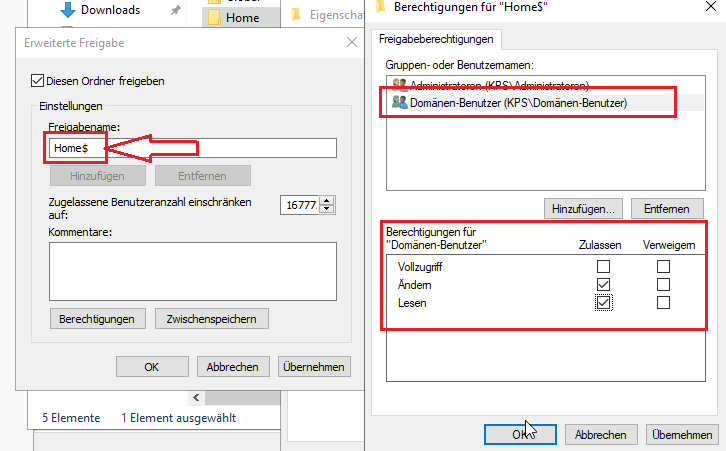 Downloads
Home
Eigenscha
Erweiterte Freigabe
Diesen Ordner freigeben
Einstellungen
Freigabename:
Home$
Hinzufügen
Entfernen
Zugelassene Benutzeranzahl einschränken
auf:
16777
Kommentare:
Berechtigungen
Zwischenspeichern
OK
Abbrechen
Übernehmen
5 Elemente
1 Element ausgewählt
Berechtigungen für "Home$"
Freigabeberechtigungen
Gruppen- oder Benutzernamen:
Administratoren (KPS\Administratoren)
Domänen-Benutzer (KPS\Domänen-Benutzer)
Hinzufügen...
Entfernen
Berechtigungen für
"Domänen-Benutzer"
Zulassen
Verweigern
Vollzugriff
Ändern
Lesen
OK
Abbrechen
Übernehmen